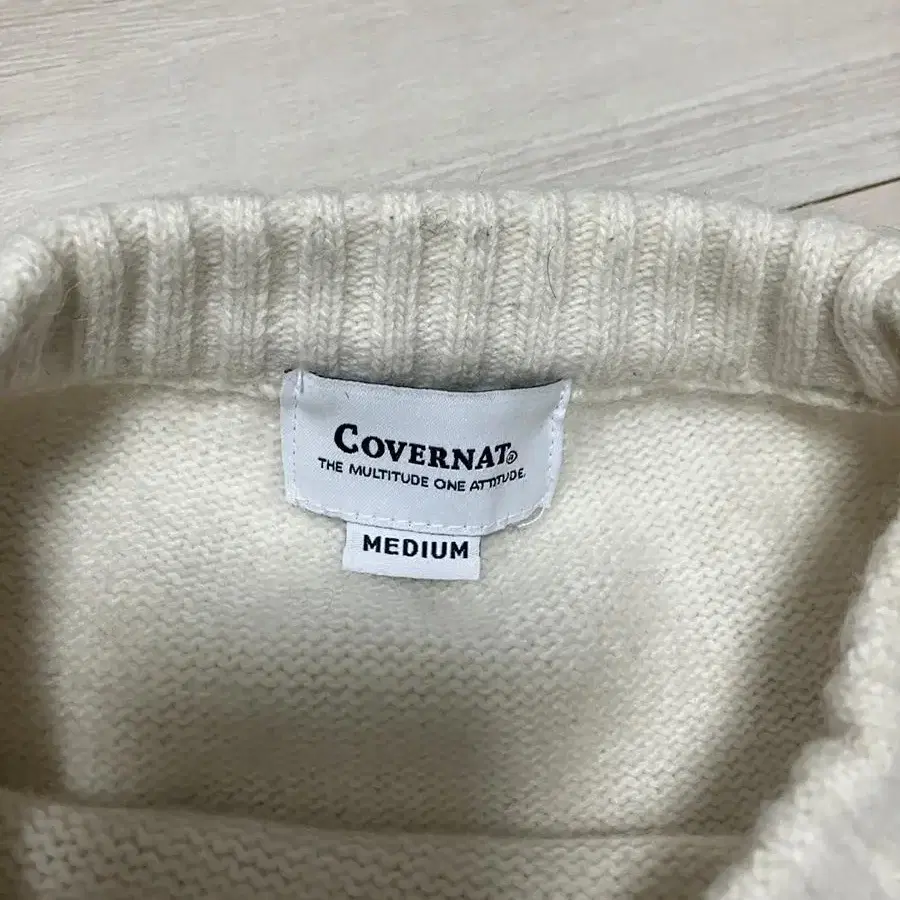 COVERNAT®
THE MULTITUDE ONE ATTITUDE.
MEDIUM